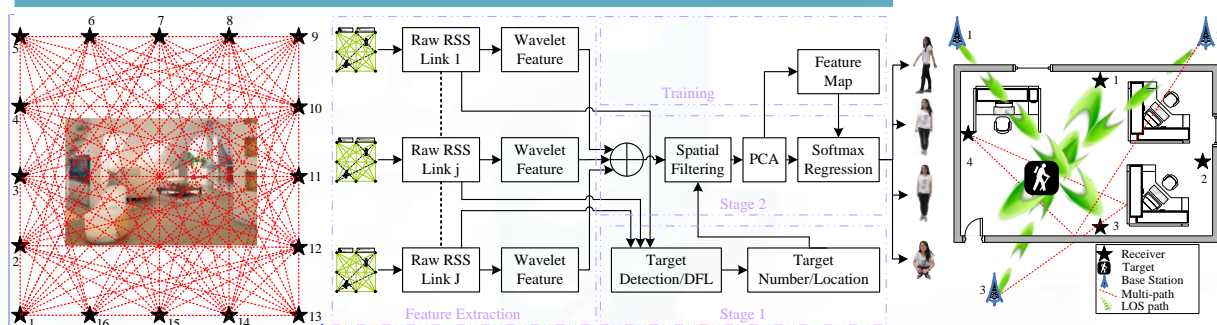 5
6
7
8
9
4
10
3
11
2
12
1
16
15
14
13
Raw RSS
Link 1
Wavelet
Feature
Raw RSS
Link j
Wavelet
Feature
Raw RSS
Link J
Wavelet
Feature
Feature Extraction
Feature
Map
Training
Spatial
Filtering
PCA
Softmax
Regression
Stage 2
Target
Detection/DFL
Target
Number/Location
Stage 1
1
1
4
2
3
3
Receiver
Target
Base Station
Multi-path
LOS path